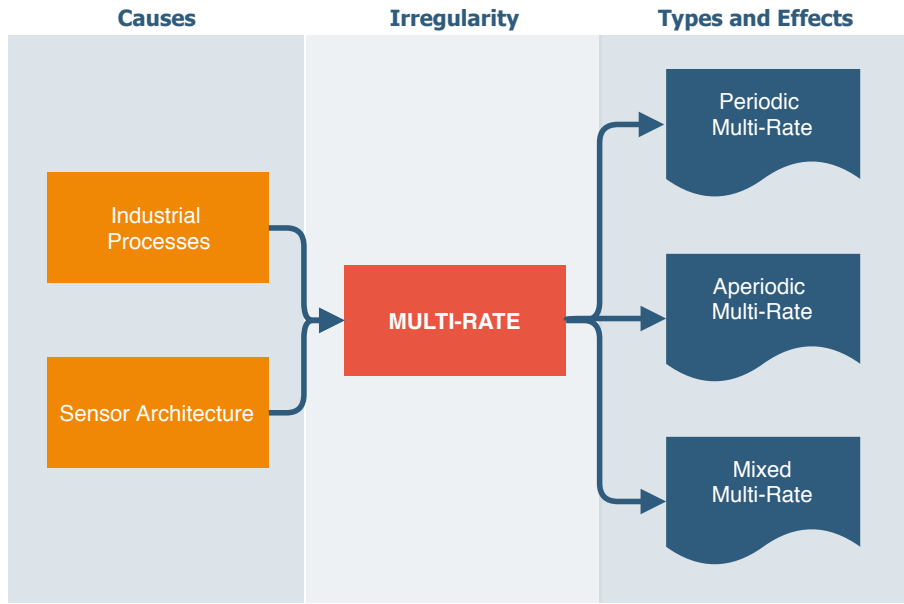 Causes
Irregularity
Types and Effects
Industrial
Processes
Sensor Architecture
MULTI-RATE
Periodic
Multi-Rate
Aperiodic
Multi-Rate
Mixed
Multi-Rate